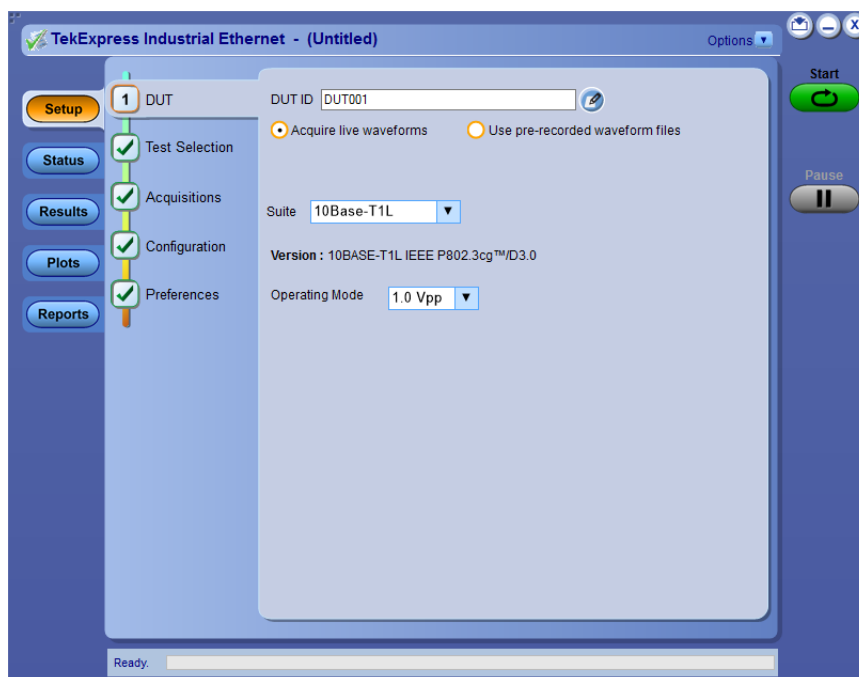 TekExpress Industrial Ethernet - (Untitled)
Options
Start
Pause
Setup
Status
Results
Plots
Reports
1 DUT
Test Selection
Acquisitions
Configuration
Preferences
DUT ID DUT001
Acquire live waveforms Use pre-recorded waveform files
Suite 10Base-T1L
Version : 10BASE-T1L IEEE P802.3cg™/D3.0
Operating Mode 1.0 Vpp
Ready.